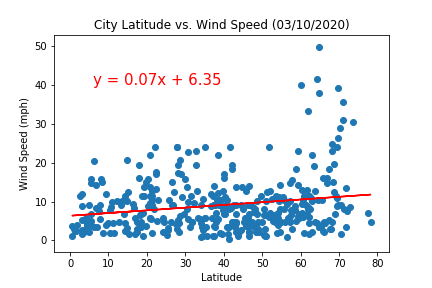 City Latitude vs. Wind Speed (03/10/2020)
50
40
30
20
10
0
Wind Speed (mph)
y = 0.07x + 6.35
0 10 20 30 40 50 60 70 80
Latitude